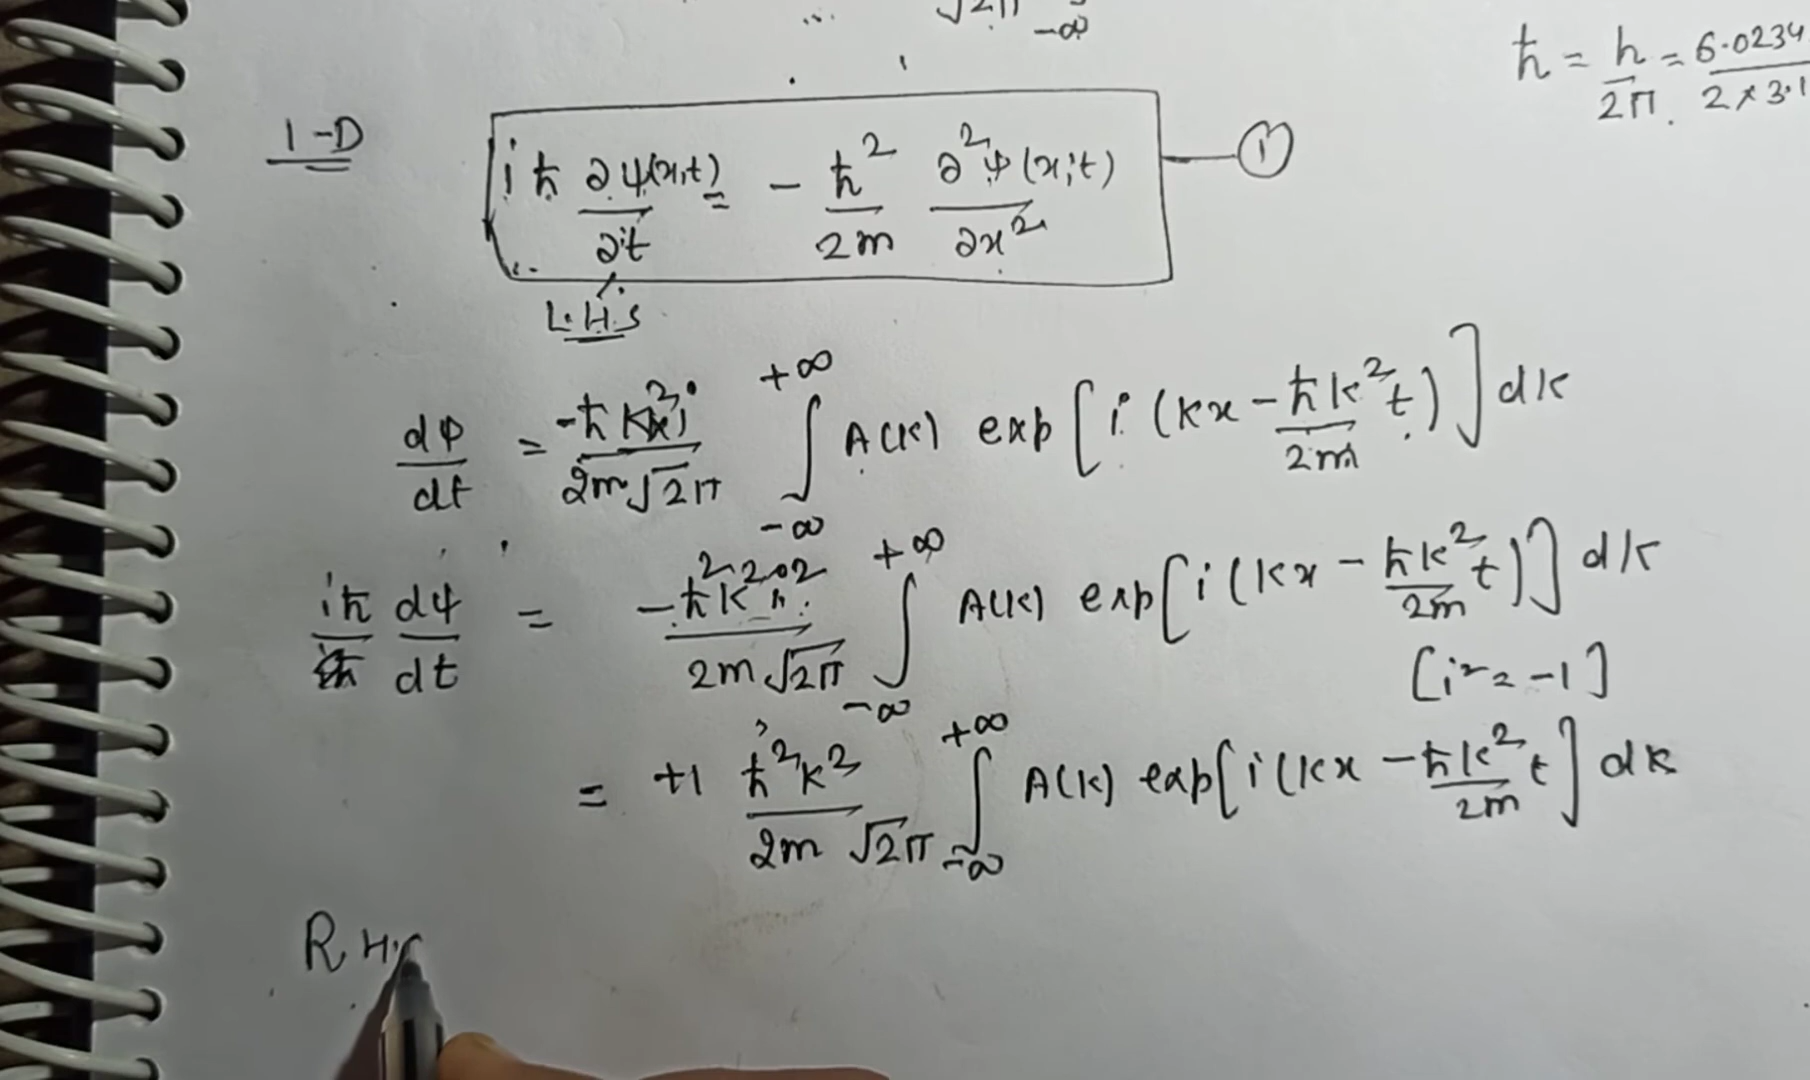 √2π
-∞
ħ = h/2π = 6.0234/2×3.1
1-D
iħ ∂ψ(x,t)/∂t = - ħ²/2m ∂²ψ(x,t)/∂x² — ①
L.H.S
dψ/dt = -ħk²i/2m√2π ∫_{-∞}^{+∞} A(k) exp[i(kx - ħk²/2m t)] dk
iħ dψ/dt = -ħ²k²i²/2m√2π ∫_{-∞}^{+∞} A(k) exp[i(kx - ħk²/2m t)] dk
[i² = -1]
= +1 ħ²k²/2m√2π ∫_{-∞}^{+∞} A(k) exp[i(kx - ħk²/2m t] dk
R H.S